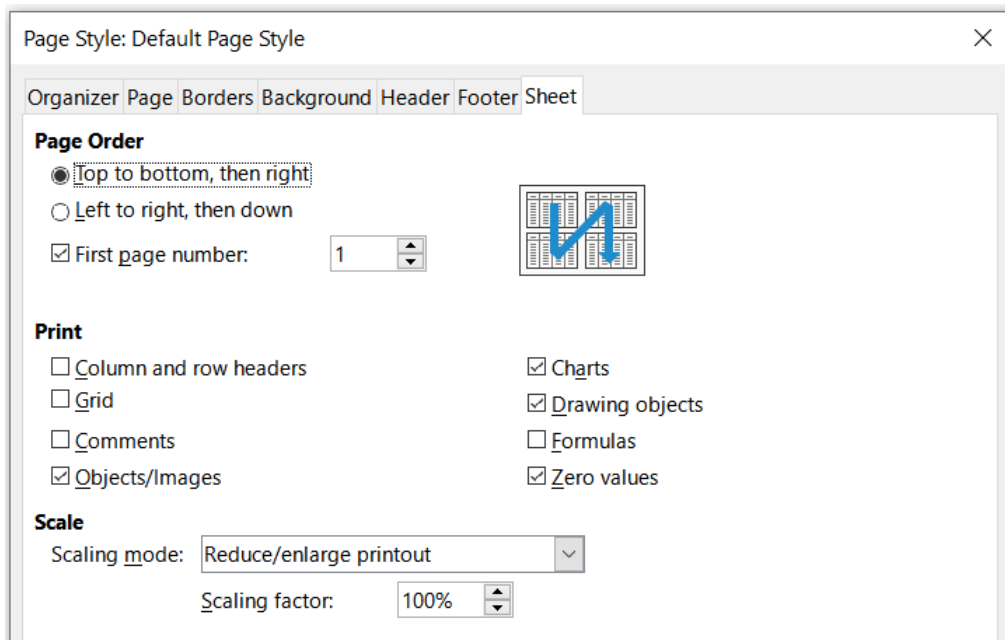 Page Style: Default Page Style
Organizer Page Borders Background Header Footer Sheet
Page Order
Top to bottom, then right
Left to right, then down
First page number: 1
Print
Column and row headers
Charts
Grid
Drawing objects
Comments
Formulas
Objects/Images
Zero values
Scale
Scaling mode: Reduce/enlarge printout
Scaling factor: 100%